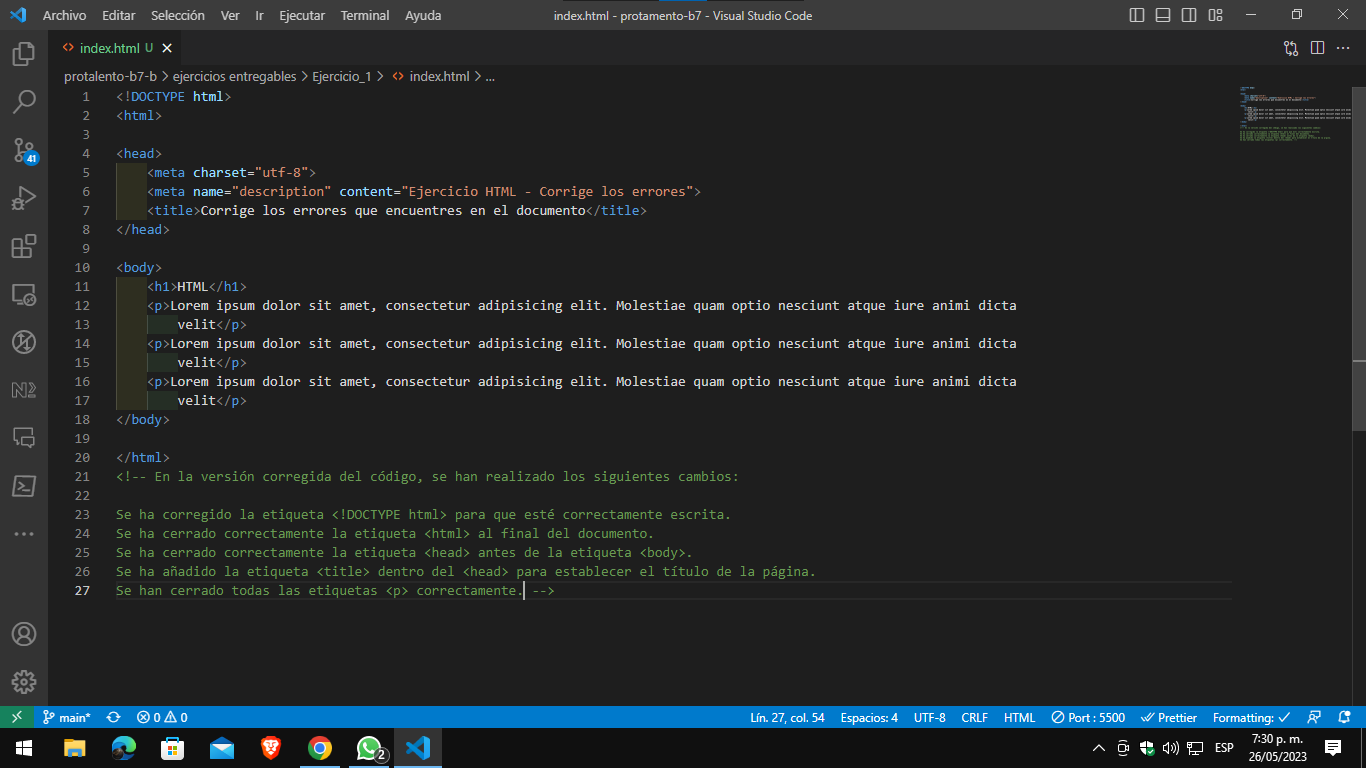 Archivo Editar Selección Ver Ir Ejecutar Terminal Ayuda index.html - protamento-b7 - Visual Studio Code
index.html U
protalento-b7-b > ejercicios entregables > Ejercicio_1 > index.html > ...
1 <!DOCTYPE html>
2 <html>
3
4 <head>
5 <meta charset="utf-8">
6 <meta name="description" content="Ejercicio HTML - Corrige los errores">
7 <title>Corrige los errores que encuentres en el documento</title>
8 </head>
9
10 <body>
11 <h1>HTML</h1>
12 <p>Lorem ipsum dolor sit amet, consectetur adipisicing elit. Molestiae quam optio nesciunt atque iure animi dicta
13 velit</p>
14 <p>Lorem ipsum dolor sit amet, consectetur adipisicing elit. Molestiae quam optio nesciunt atque iure animi dicta
15 velit</p>
16 <p>Lorem ipsum dolor sit amet, consectetur adipisicing elit. Molestiae quam optio nesciunt atque iure animi dicta
17 velit</p>
18 </body>
19
20 </html>
21 <!-- En la versión corregida del código, se han realizado los siguientes cambios:
22
23 Se ha corregido la etiqueta <!DOCTYPE html> para que esté correctamente escrita.
24 Se ha cerrado correctamente la etiqueta <html> al final del documento.
25 Se ha cerrado correctamente la etiqueta <head> antes de la etiqueta <body>.
26 Se ha añadido la etiqueta <title> dentro del <head> para establecer el título de la página.
27 Se han cerrado todas las etiquetas <p> correctamente. -->
41
main* 0 0 Lín. 27, col. 54 Espacios: 4 UTF-8 CRLF HTML Port : 5500 Prettier Formatting:
2 ESP 7:30 p. m.
26/05/2023